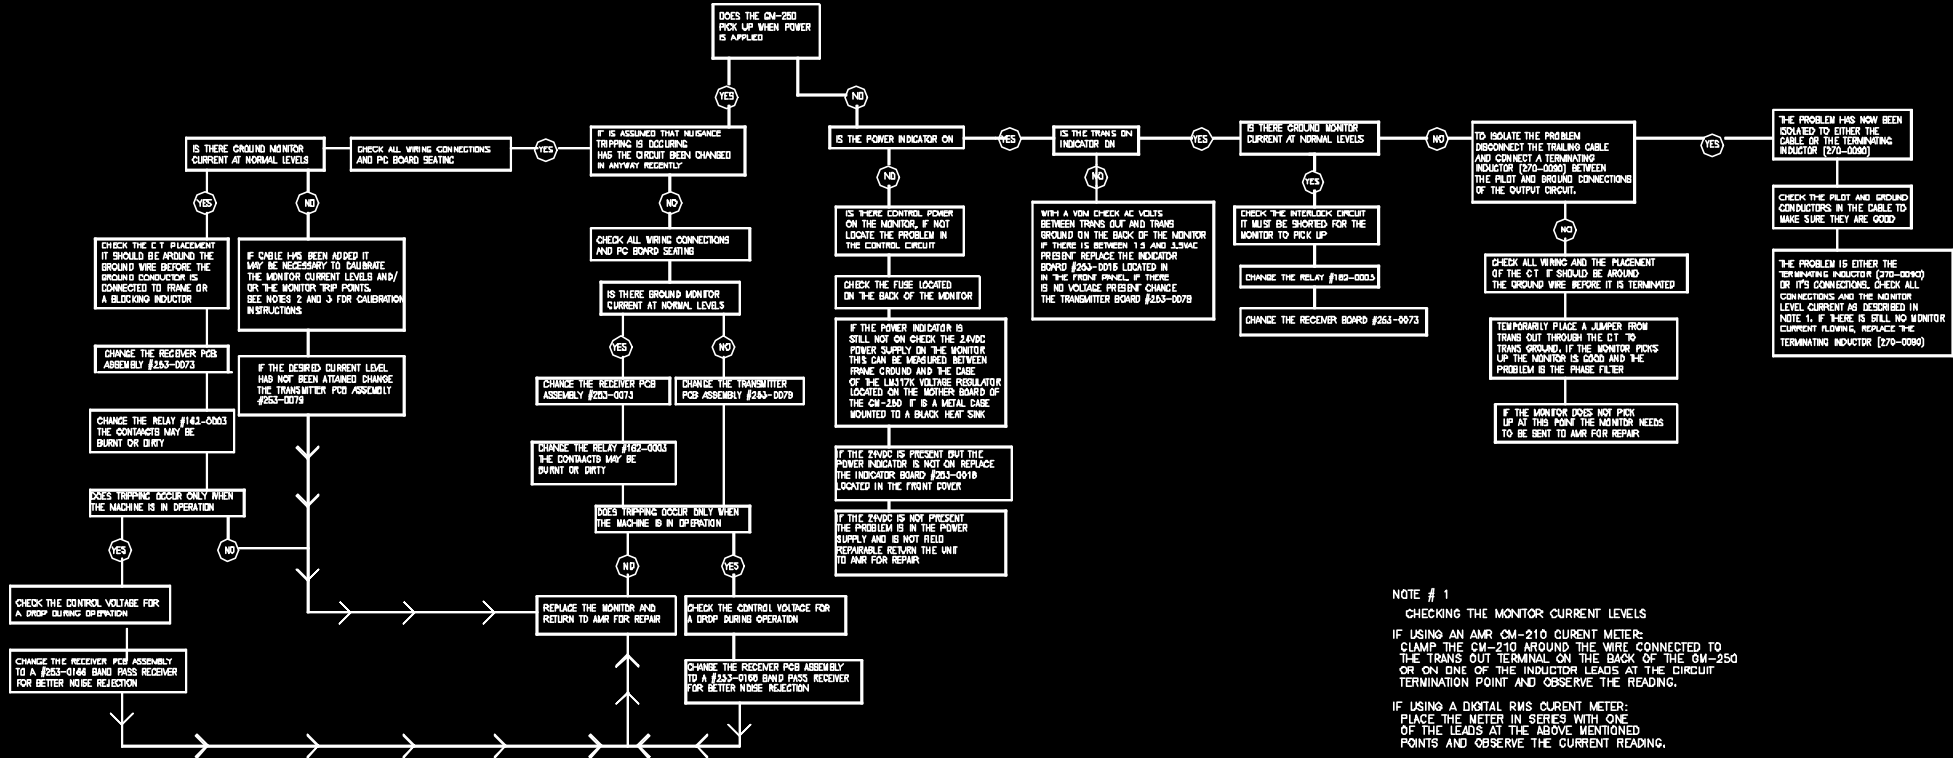 DOES THE GM-250
PICK UP WHEN POWER
IS APPLIED
YES
NO
IT IS ASSUMED THAT NUISANCE
TRIPPING IS OCCURING
HAS THE CIRCUIT BEEN CHANGED
IN ANYWAY RECENTLY
YES
CHECK ALL WIRING CONNECTIONS
AND PC BOARD SEATING
IS THERE GROUND MONITOR
CURRENT AT NORMAL LEVELS
YES
NO
CHECK THE CT PLACEMENT
IT SHOULD BE AROUND THE
GROUND WIRE BEFORE THE
GROUND CONDUCTOR IS
CONNECTED TO FRAME OR
A BLOCKING INDUCTOR
CHANGE THE RECEIVER PCB
ASSEMBLY #253-0073
CHANGE THE RELAY #162-0003
THE CONTAACTS MAY BE
BURNT OR DIRTY
DOES TRIPPING OCCUR ONLY WHEN
THE MACHINE IS IN OPERATION
YES
NO
CHECK THE CONTROL VOLTAGE FOR
A DROP DURING OPERATION
CHANGE THE RECEIVER PCB ASSEMBLY
TO A #253-0166 BAND PASS RECEIVER
FOR BETTER NOISE REJECTION
IF CABLE HAS BEEN ADDED IT
MAY BE NECESSARY TO CALIBRATE
THE MONITOR CURRENT LEVELS AND/
OR THE MONITOR TRIP POINTS.
SEE NOTES 2 AND 3 FOR CALIBRATION
INSTRUCTIONS
IF THE DESIRED CURRENT LEVEL
HAS NOT BEEN ATTAINED CHANGE
THE TRANSMITTER PCB ASSEMBLY
#253-0079
NO
CHECK ALL WIRING CONNECTIONS
AND PC BOARD SEATING
IS THERE GROUND MONITOR
CURRENT AT NORMAL LEVELS
YES
NO
CHANGE THE RECEIVER PCB
ASSEMBLY #253-0073
CHANGE THE TRANSMITTER
PCB ASSEMBLY #253-0079
CHANGE THE RELAY #162-0003
THE CONTAACTS MAY BE
BURNT OR DIRTY
DOES TRIPPING OCCUR ONLY WHEN
THE MACHINE IS IN OPERATION
NO
YES
REPLACE THE MONITOR AND
RETURN TO AMR FOR REPAIR
CHECK THE CONTROL VOLTAGE FOR
A DROP DURING OPERATION
CHANGE THE RECEIVER PCB ASSEMBLY
TO A #253-0166 BAND PASS RECEIVER
FOR BETTER NOISE REJECTION
IS THE POWER INDICATOR ON
YES
NO
IS THERE CONTROL POWER
ON THE MONITOR, IF NOT
LOCATE THE PROBLEM IN
THE CONTROL CIRCUIT
CHECK THE FUSE LOCATED
ON THE BACK OF THE MONITOR
IF THE POWER INDICATOR IS
STILL NOT ON CHECK THE 24VDC
POWER SUPPLY ON THE MONITOR
THIS CAN BE MEASURED BETWEEN
FRAME GROUND AND THE CASE
OF THE LM317K VOLTAGE REGULATOR
LOCATED ON THE MOTHER BOARD OF
THE GM-250 IT IS A METAL CASE
MOUNTED TO A BLACK HEAT SINK
IF THE 24VDC IS PRESENT BUT THE
POWER INDICATOR IS NOT ON REPLACE
THE INDICATOR BOARD #253-0016
LOCATED IN THE FRONT COVER
IF THE 24VDC IS NOT PRESENT
THE PROBLEM IS IN THE POWER
SUPPLY AND IS NOT FIELD
REPAIRABLE RETURN THE UNIT
TO AMR FOR REPAIR
IS THE TRANS ON
INDICATOR ON
YES
NO
WITH A VOM CHECK AC VOLTS
BETWEEN TRANS OUT AND TRANS
GROUND ON THE BACK OF THE MONITOR
IF THERE IS BETWEEN 1.5 AND 3.5VAC
PRESENT REPLACE THE INDICATOR
BOARD #253-0016 LOCATED IN
IN THE FRONT PANEL, IF THERE
IS NO VOLTAGE PRESENT CHANGE
THE TRANSMITTER BOARD #253-0079
IS THERE GROUND MONITOR
CURRENT AT NORMAL LEVELS
NO
YES
CHECK THE INTERLOCK CIRCUIT
IT MUST BE SHORTED FOR THE
MONITOR TO PICK UP
CHANGE THE RELAY #162-0003
CHANGE THE RECEIVER BOARD #253-0073
TO ISOLATE THE PROBLEM
DISCONNECT THE TRAILING CABLE
AND CONNECT A TERMINATING
INDUCTOR (270-0090) BETWEEN
THE PILOT AND GROUND CONNECTIONS
OF THE OUTPUT CIRCUIT.
YES
NO
CHECK ALL WIRING AND THE PLACEMENT
OF THE CT IT SHOULD BE AROUND
THE GROUND WIRE BEFORE IT IS TERMINATED
TEMPORARILY PLACE A JUMPER FROM
TRANS OUT THROUGH THE CT TO
TRANS GROUND. IF THE MONITOR PICKS
UP THE MONITOR IS GOOD AND THE
PROBLEM IS THE PHASE FILTER
IF THE MONITOR DOES NOT PICK
UP AT THIS POINT THE MONITOR NEEDS
TO BE SENT TO AMR FOR REPAIR
THE PROBLEM HAS NOW BEEN
ISOLATED TO EITHER THE
CABLE OR THE TERMINATING
INDUCTOR (270-0090)
CHECK THE PILOT AND GROUND
CONDUCTORS IN THE CABLE TO
MAKE SURE THEY ARE GOOD
THE PROBLEM IS EITHER THE
TERMINATING INDUCTOR (270-0090)
OR IT'S CONNECTIONS. CHECK ALL
CONNECTIONS AND THE MONITOR
LEVEL CURRENT AS DESCRIBED IN
NOTE 1. IF THERE IS STILL NO MONITOR
CURRENT FLOWING, REPLACE THE
TERMINATING INDUCTOR (270-0090)
NOTE # 1
CHECKING THE MONITOR CURRENT LEVELS
IF USING AN AMR CM-210 CURENT METER:
CLAMP THE CM-210 AROUND THE WIRE CONNECTED TO
THE TRANS OUT TERMINAL ON THE BACK OF THE GM-250
OR ON ONE OF THE INDUCTOR LEADS AT THE CIRCUIT
TERMINATION POINT AND OBSERVE THE READING.
IF USING A DIGITAL RMS CURENT METER:
PLACE THE METER IN SERIES WITH ONE
OF THE LEADS AT THE ABOVE MENTIONED
POINTS AND OBSERVE THE CURRENT READING.